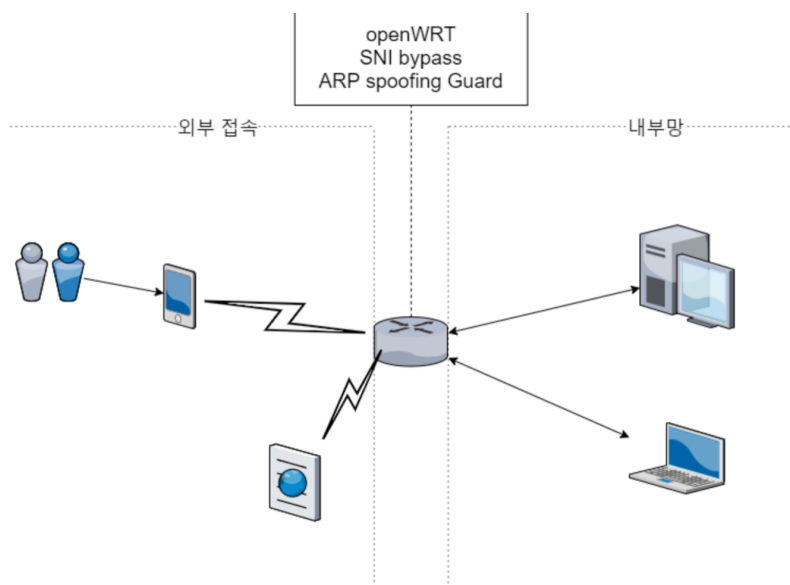 openWRT
SNI bypass
ARP spoofing Guard
외부 접속
내부망